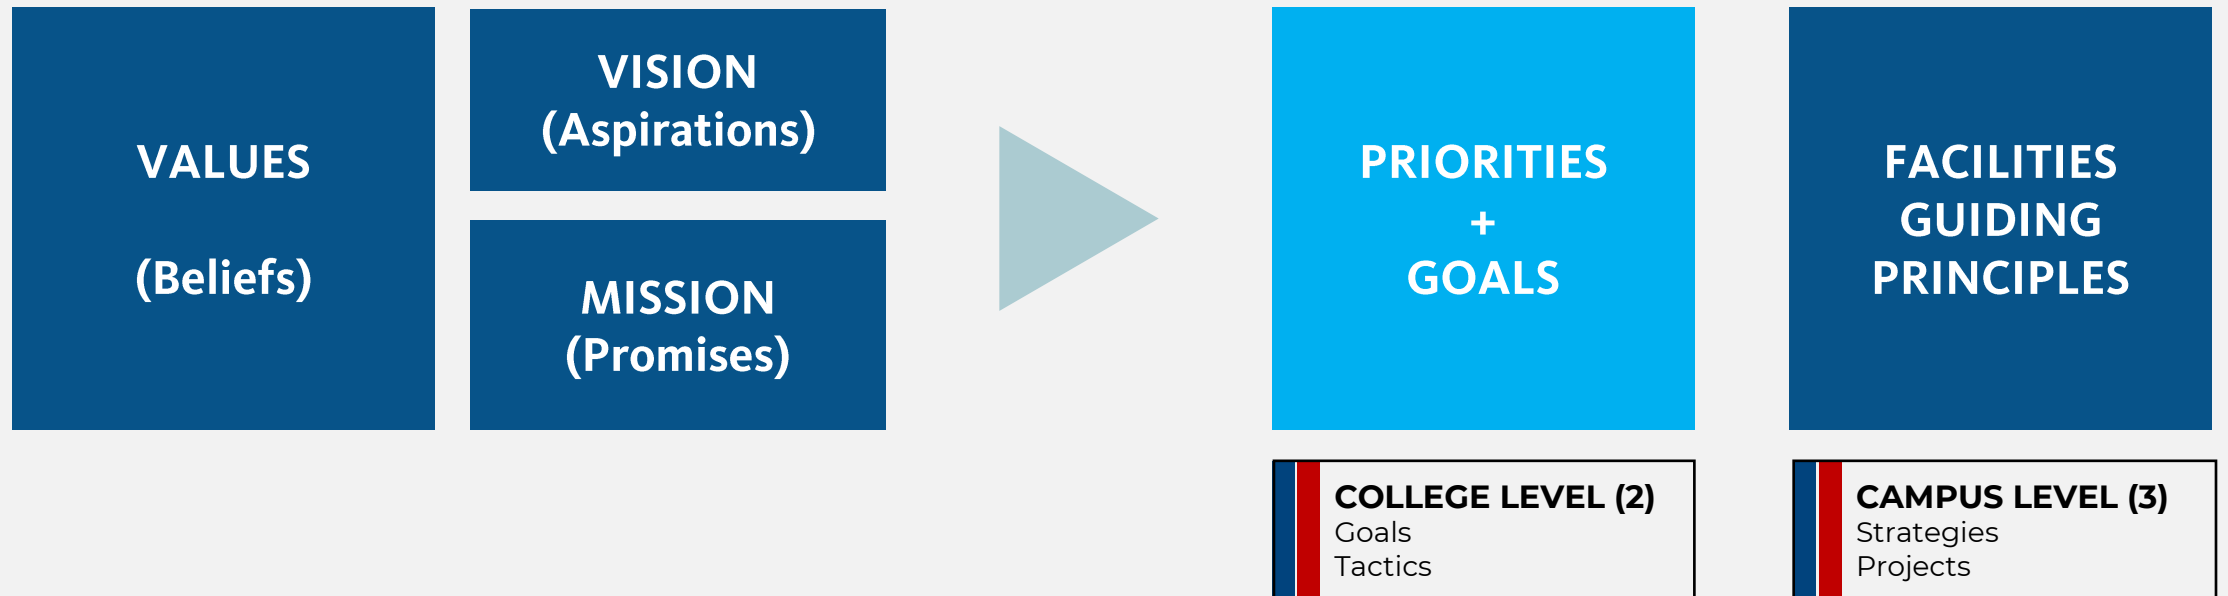 VALUES
(Beliefs)
VISION
(Aspirations)
MISSION
(Promises)
PRIORITIES
+
GOALS
FACILITIES
GUIDING
PRINCIPLES
COLLEGE LEVEL (2)
Goals
Tactics
CAMPUS LEVEL (3)
Strategies
Projects